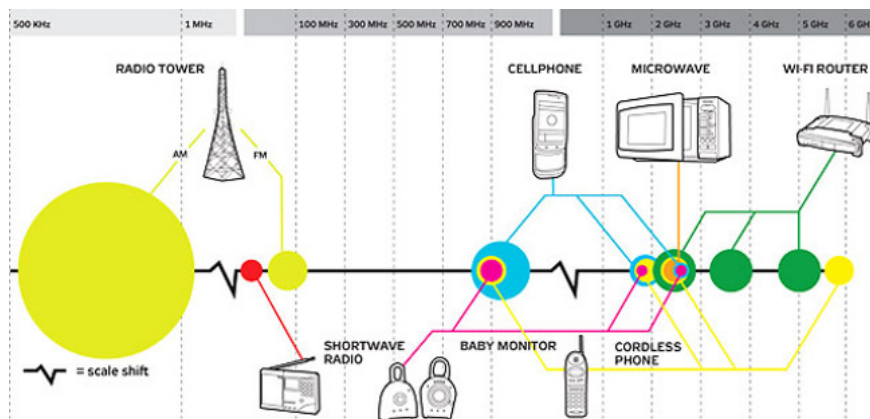 500 KHz 1 MHz 100 MHz 300 MHz 500 MHz 700 MHz 900 MHz 1 GHz 2 GHz 3 GHz 4 GHz 5 GHz 6 GHz
RADIO TOWER CELLPHONE MICROWAVE WI-FI ROUTER
AM FM
SHORTWAVE
RADIO
BABY MONITOR
CORDLESS
PHONE
= scale shift